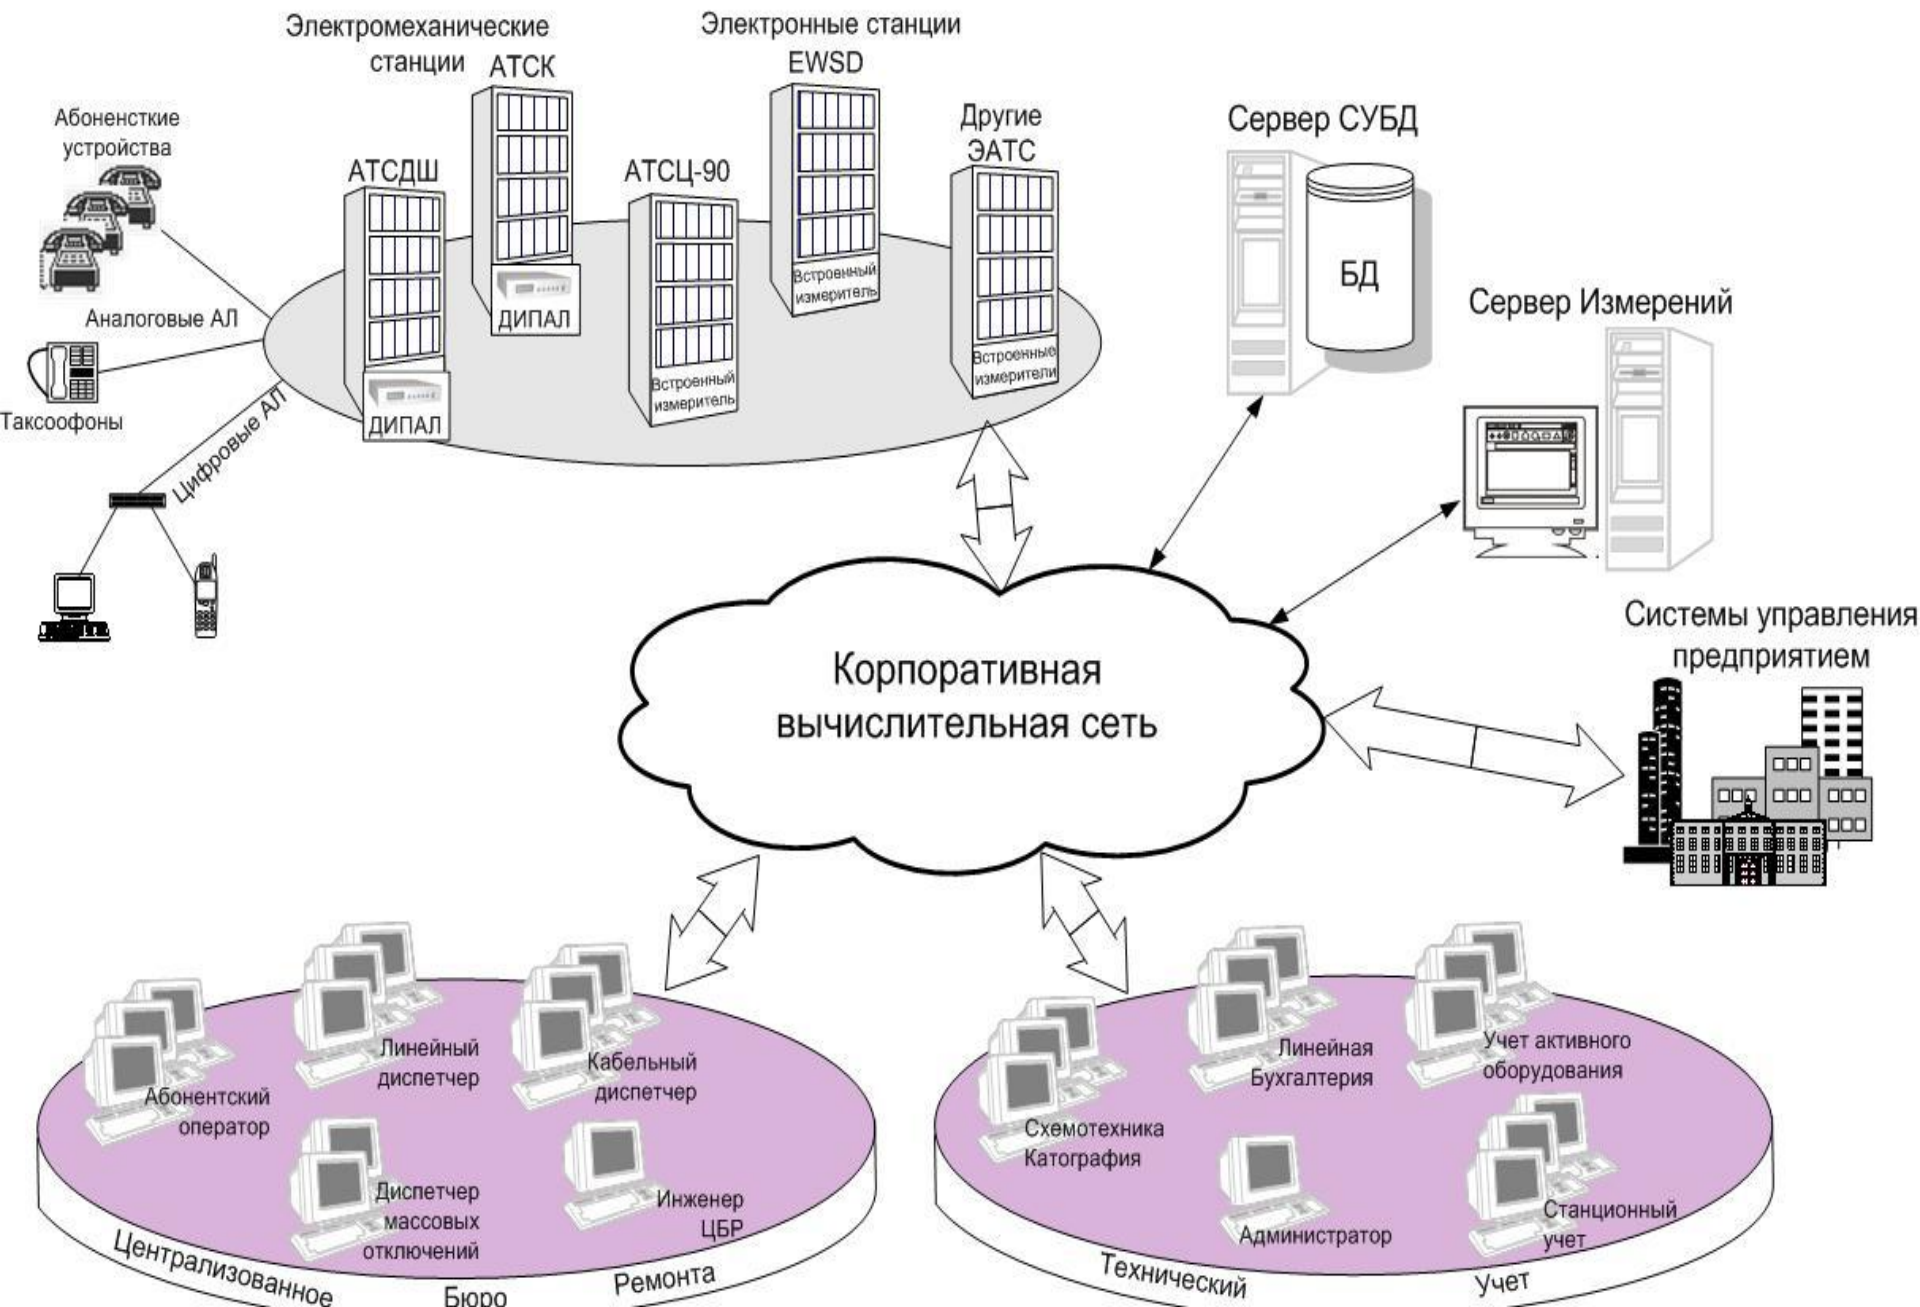 Электромеханические
станции
Электронные станции
АТСК
EWSD
Абоненсткие
устройства
АТСДШ
АТСЦ-90
Другие
ЭАТС
Сервер СУБД
БД
Встроенный
измеритель
ДИПАЛ
Встроенный
измеритель
Встроенные
измерители
ДИПАЛ
Аналоговые АЛ
Таксоофоны
Цифровые АЛ
Сервер Измерений
Системы управления
предприятием
Корпоративная
вычислительная сеть
Абонентский
оператор
Линейный
диспетчер
Кабельный
диспетчер
Диспетчер
массовых
отключений
Инженер
ЦБР
Централизованное Бюро Ремонта
Схемотехника
Катография
Линейная
Бухгалтерия
Учет активного
оборудования
Администратор
Станционный
учет
Технический Учет